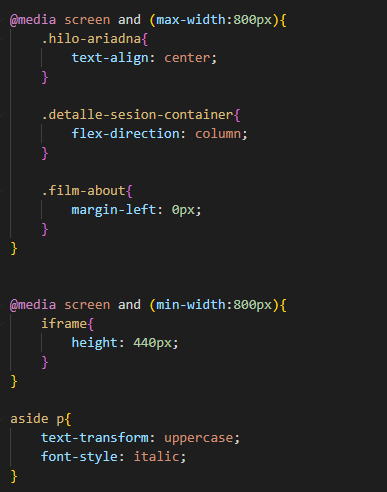 @media screen and (max-width:800px){
    .hilo-ariadna{
        text-align: center;
    }

    .detalle-sesion-container{
        flex-direction: column;
    }

    .film-about{
        margin-left: 0px;
    }
}


@media screen and (min-width:800px){
    iframe{
        height: 440px;
    }
}

aside p{
    text-transform: uppercase;
    font-style: italic;
}